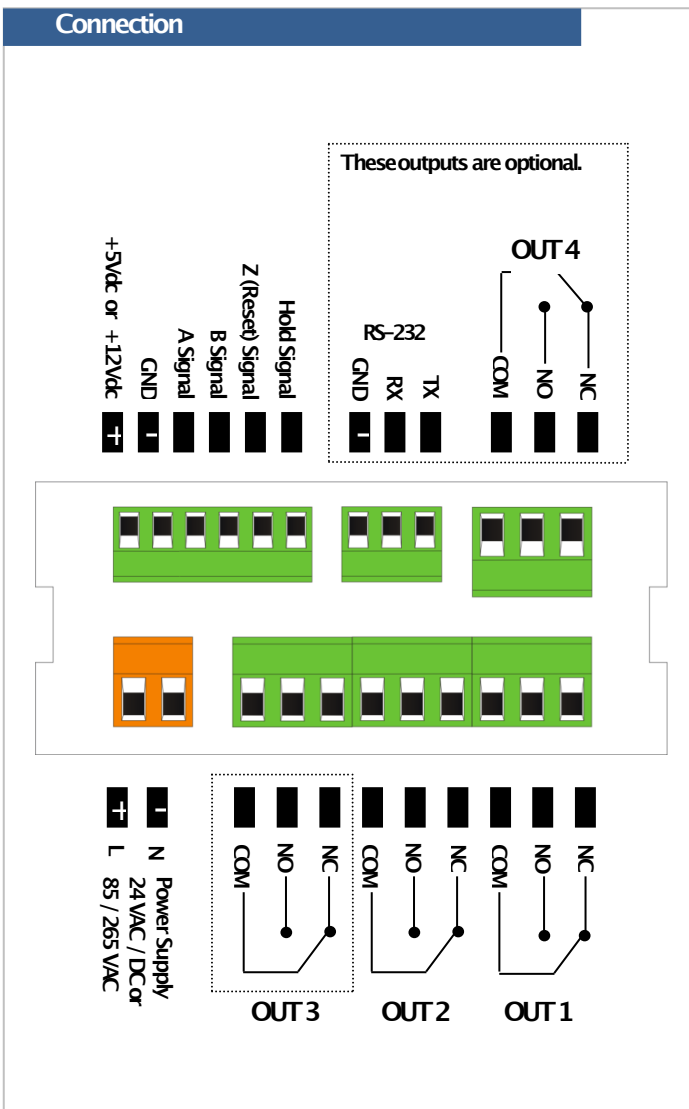 Connection
These outputs are optional.
OUT 4
RS-232
+5Vdc or +12Vdc
GND
A Signal
B Signal
Z (Reset) Signal
Hold Signal
GND
RX
TX
COM
NO
NC
+
-
-
+
-
L
N
Power Supply
24 VAC / DC or
85 / 265 VAC
COM
NO
NC
COM
NO
NC
COM
NO
NC
OUT 3
OUT 2
OUT 1